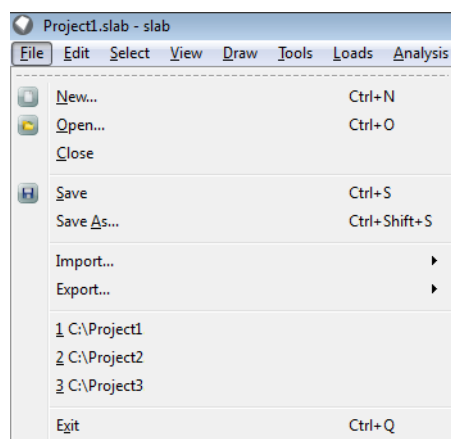 Project1.slab - slab
File Edit Select View Draw Tools Loads Analysis
New... Ctrl+N
Open... Ctrl+O
Close
Save Ctrl+S
Save As... Ctrl+Shift+S
Import...
Export...
1 C:\Project1
2 C:\Project2
3 C:\Project3
Exit Ctrl+Q